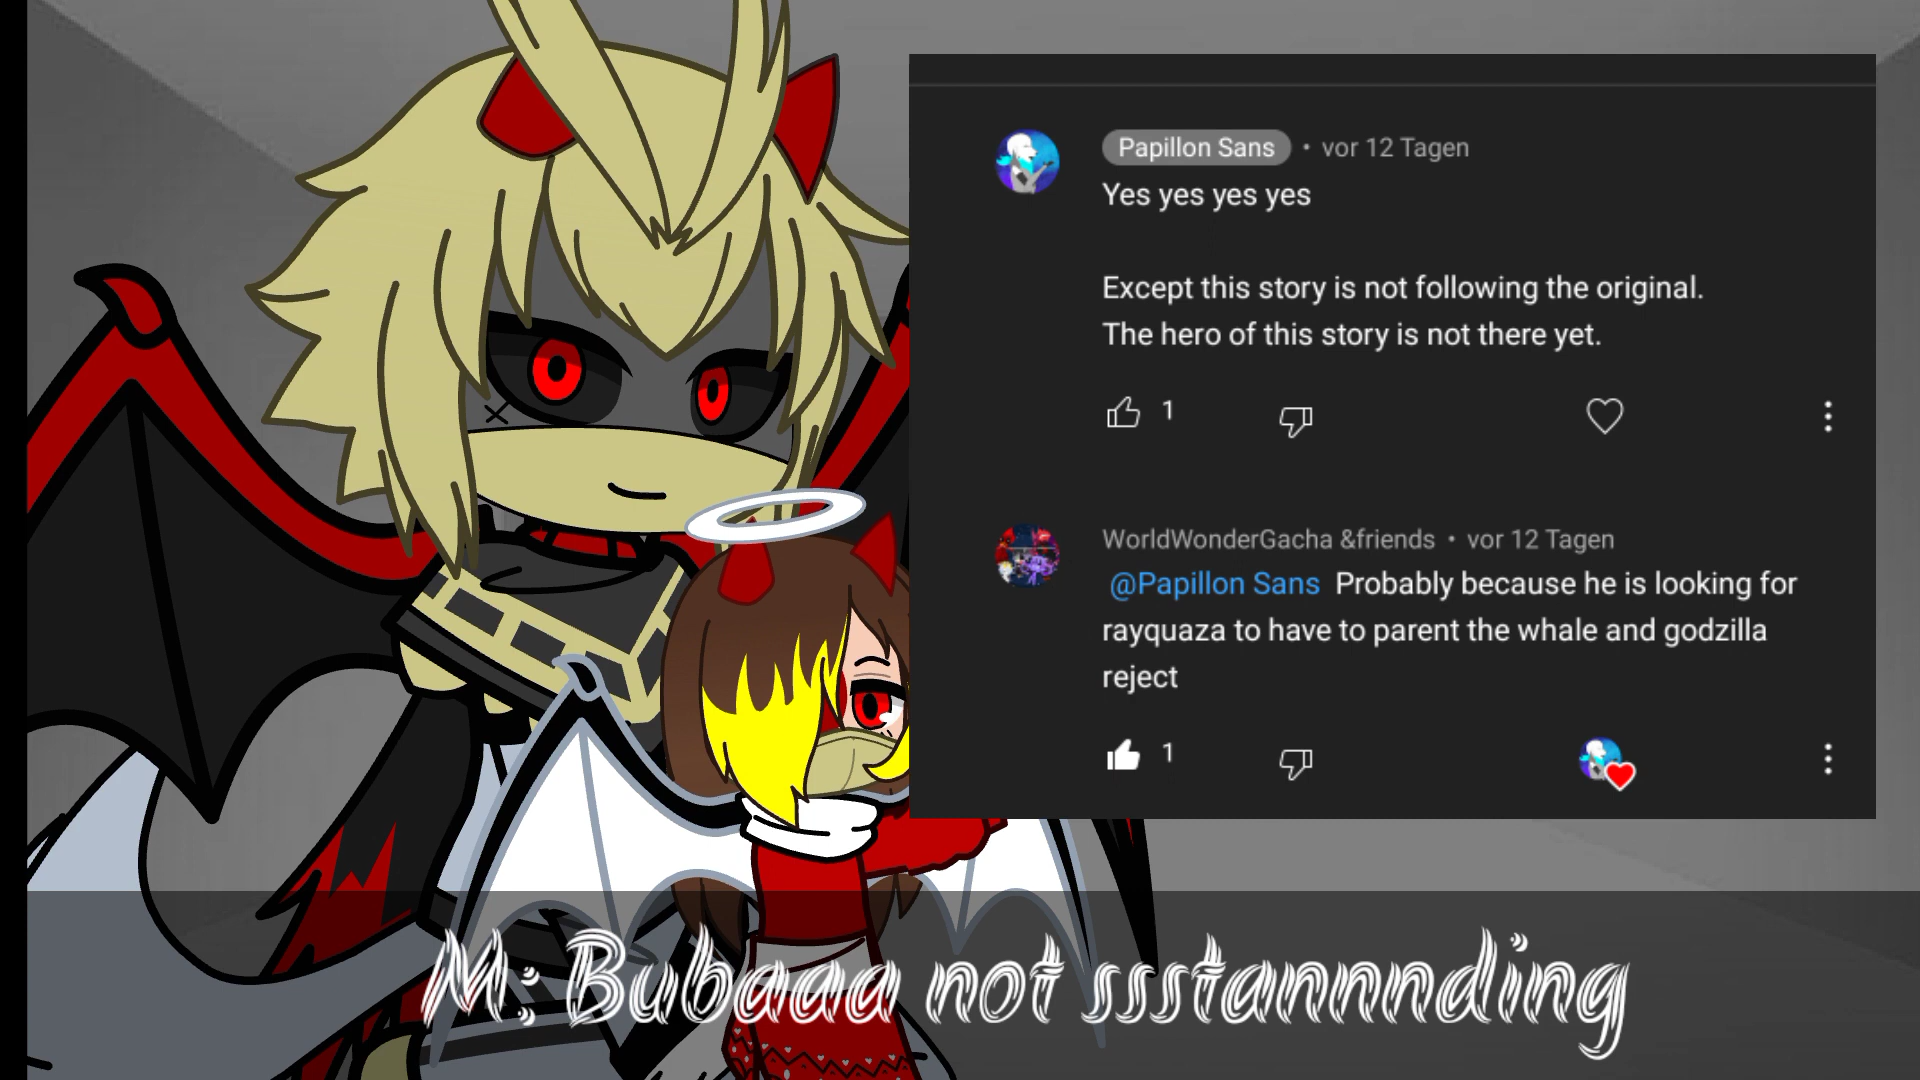 Papillon Sans • vor 12 Tagen
Yes yes yes yes
Except this story is not following the original.
The hero of this story is not there yet.
1
WorldWonderGacha &friends • vor 12 Tagen
@Papillon Sans Probably because he is looking for
rayquaza to have to parent the whale and godzilla
reject
1
M: Bubaaa not ssstannnnding